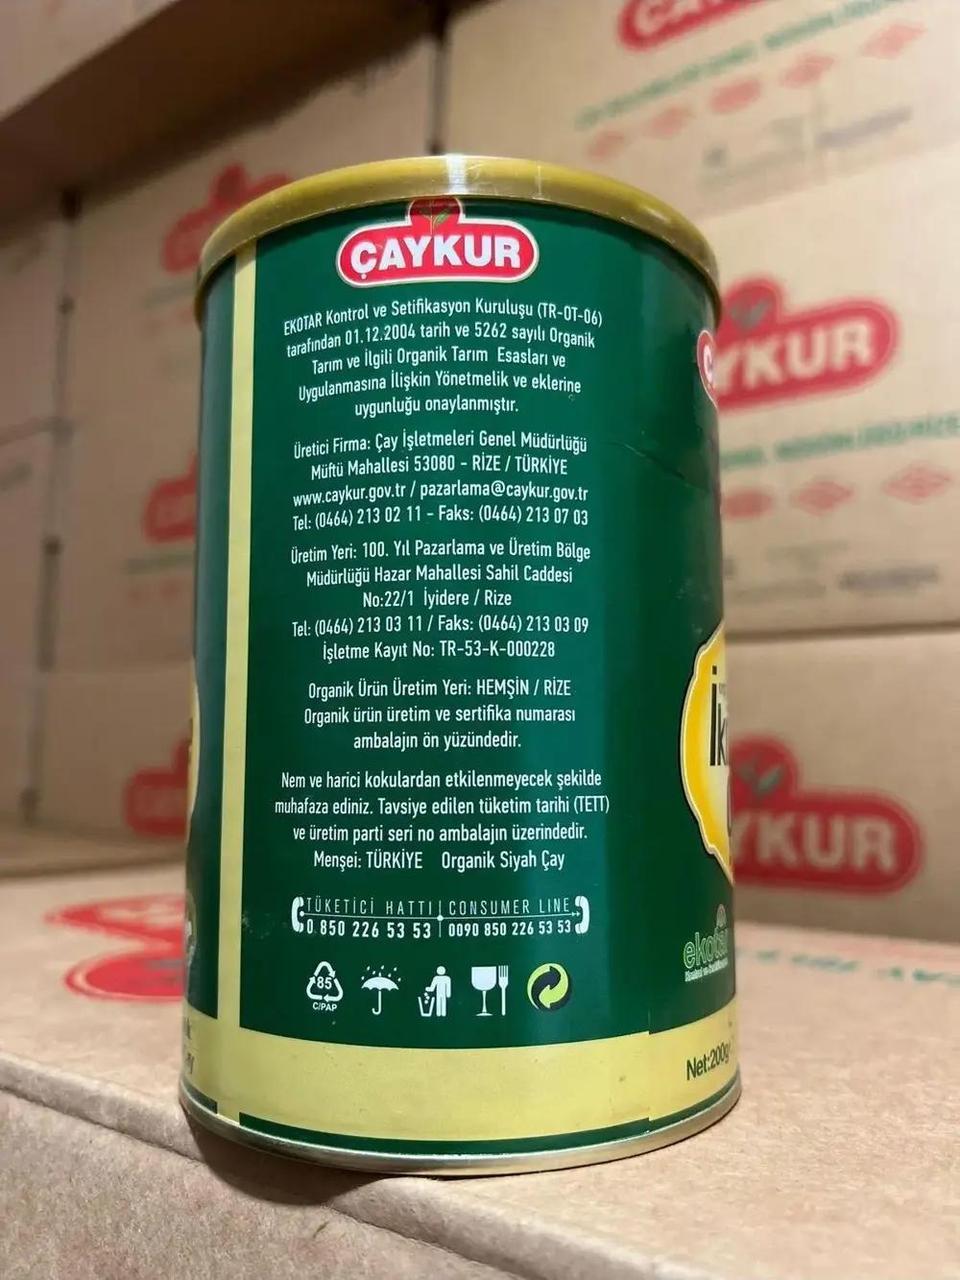 ÇAYKUR
EKOTAR Kontrol ve Setifikasyon Kuruluşu (TR-OT-06)
tarafından 01.12.2004 tarih ve 5262 sayılı Organik
Tarım ve İlgili Organik Tarım Esasları ve
Uygulanmasına İlişkin Yönetmelik ve eklerine
uygunluğu onaylanmıştır.
Üretici Firma: Çay İşletmeleri Genel Müdürlüğü
Müftü Mahallesi 53080 - RİZE / TÜRKİYE
www.caykur.gov.tr / pazarlama@caykur.gov.tr
Tel: (0464) 213 02 11 - Faks: (0464) 213 07 03
Üretim Yeri: 100. Yıl Pazarlama ve Üretim Bölge
Müdürlüğü Hazar Mahallesi Sahil Caddesi
No:22/1 İyidere / Rize
Tel: (0464) 213 03 11 / Faks: (0464) 213 03 09
İşletme Kayıt No: TR-53-K-000228
Organik Ürün Üretim Yeri: HEMŞİN / RİZE
Organik ürün üretim ve sertifika numarası
ambalajın ön yüzündedir.
Nem ve harici kokulardan etkilenmeyecek şekilde
muhafaza ediniz. Tavsiye edilen tüketim tarihi (TETT)
ve üretim parti seri no ambalajın üzerindedir.
Menşei: TÜRKİYE Organik Siyah Çay
TÜKETİCİ HATTI | CONSUMER LINE
0 850 226 53 53 | 0090 850 226 53 53
85
C/PAP
ekotar
Net:200g
ÇAYKUR
ÇAYKUR